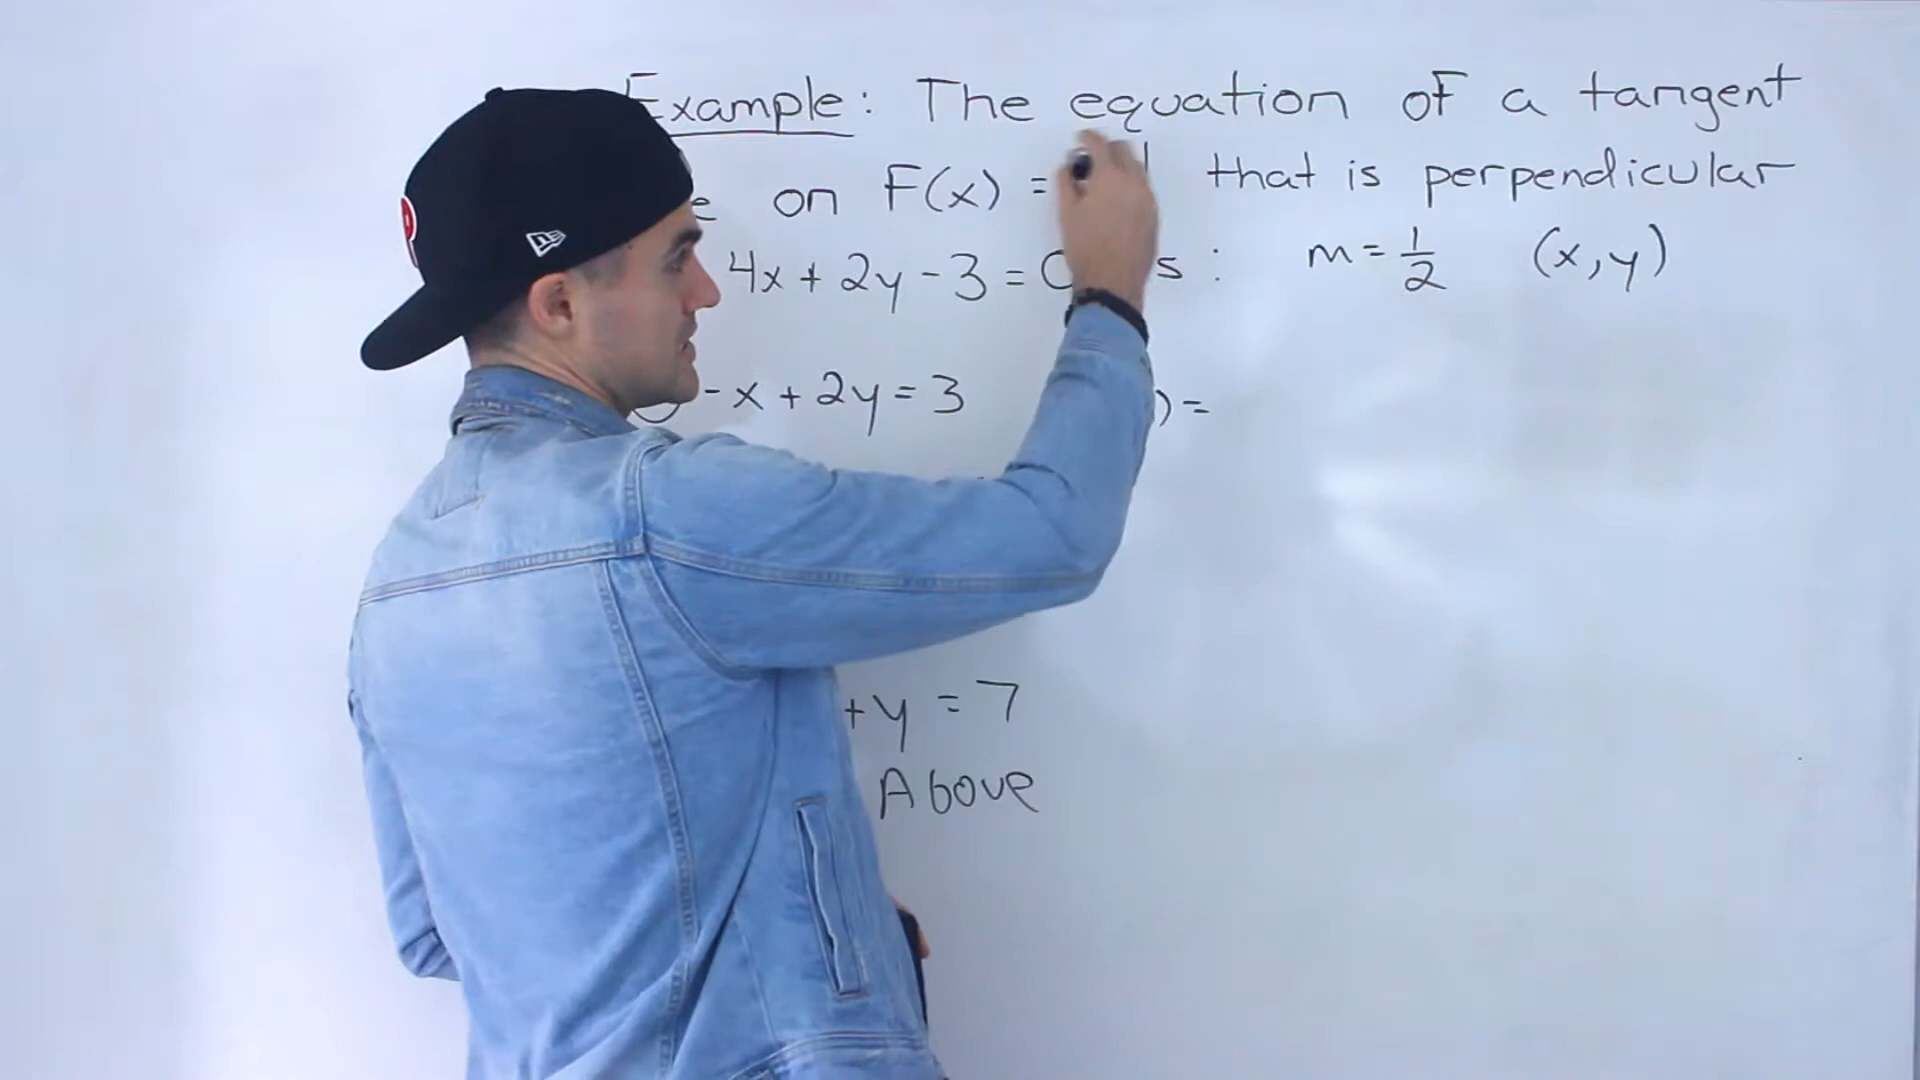 Example: The equation of a tangent
on F(x) = that is perpendicular
4x + 2y - 3 = 0 : m = 1/2 (x, y)
-x + 2y = 3 ) =
+ y = 7
Above